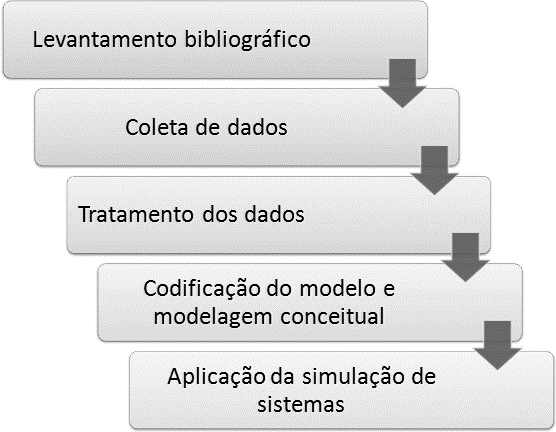 Levantamento bibliográfico
Coleta de dados
Tratamento dos dados
Codificação do modelo e
modelagem conceitual
Aplicação da simulação de
sistemas